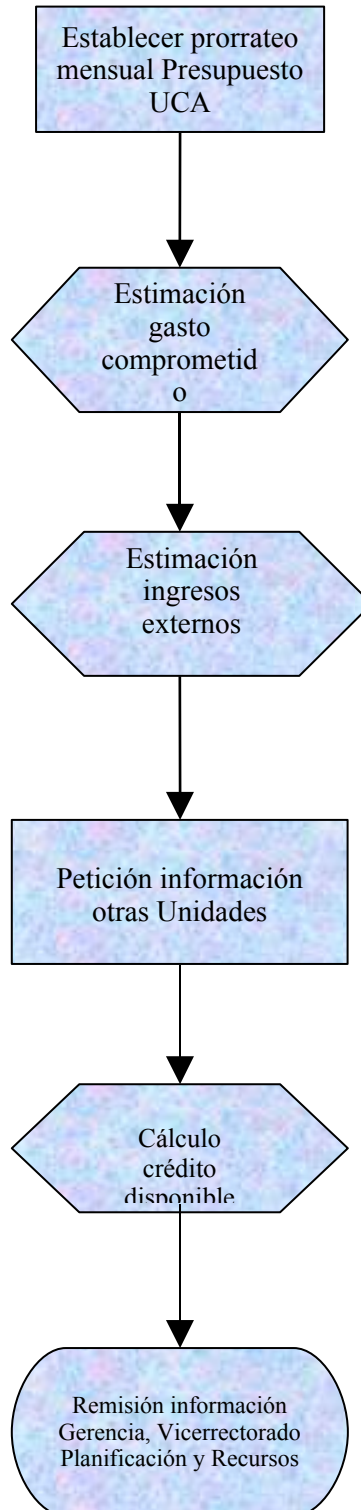 Establecer prorrateo
mensual Presupuesto
UCA
Estimación
gasto
comprometid
o
Estimación
ingresos
externos
Petición información
otras Unidades
Cálculo
crédito
disponible
Remisión información
Gerencia, Vicerrectorado
Planificación y Recursos